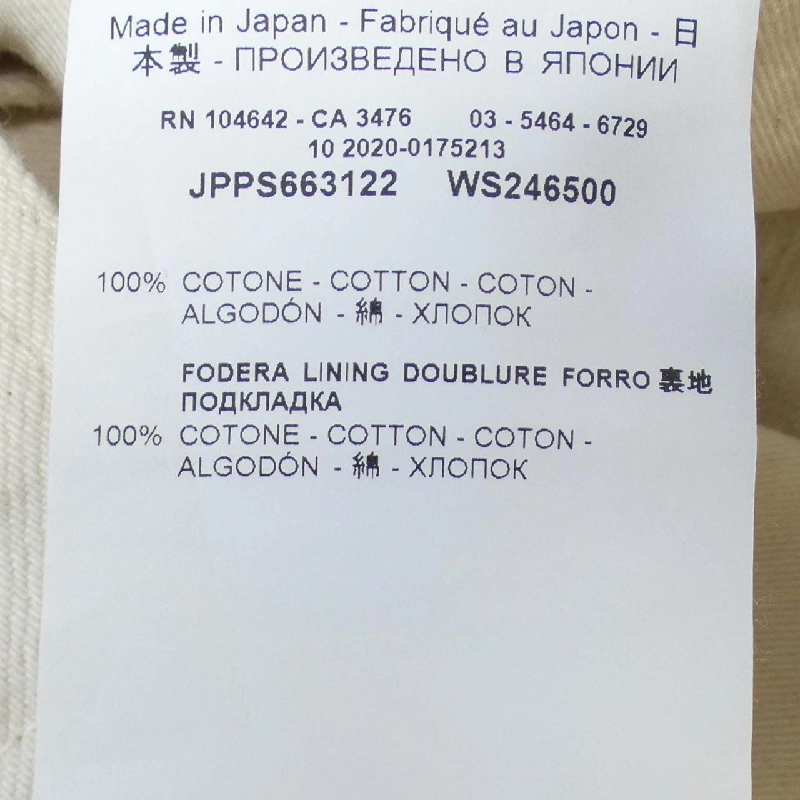 Made in Japan - Fabriqué au Japon - 日
本製 - ПРОИЗВЕДЕНО В ЯПОНИИ
RN 104642 - CA 3476 03 - 5464 - 6729
10 2020-0175213
JPPS663122 WS246500
100% COTONE - COTTON - COTON -
ALGODÓN - 綿 - ХЛОПОК
FODERA LINING DOUBLURE FORRO 裏地
ПОДКЛАДКА
100% COTONE - COTTON - COTON -
ALGODÓN - 綿 - ХЛОПОК